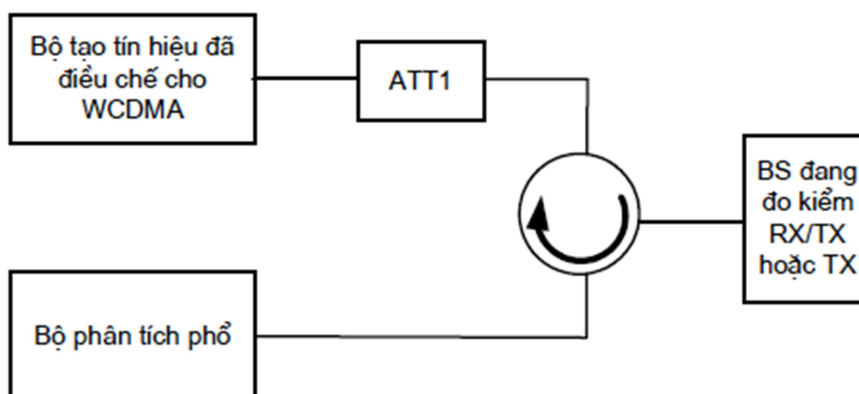 Bộ tạo tín hiệu đã
điều chế cho
WCDMA
ATT1
BS đang
đo kiểm
RX/TX
hoặc TX
Bộ phân tích phổ